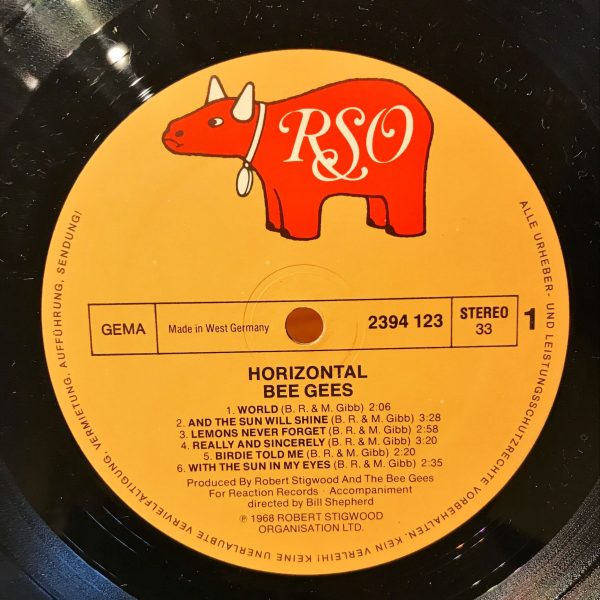 RSO
GEMA
Made in West Germany
2394 123
STEREO
33
1
HORIZONTAL
BEE GEES
1. WORLD (B. R. & M. Gibb) 2:06
2. AND THE SUN WILL SHINE (B. R. & M. Gibb) 3:28
3. LEMONS NEVER FORGET (B. R. & M. Gibb) 2:58
4. REALLY AND SINCERELY (B. R. & M. Gibb) 3:20
5. BIRDIE TOLD ME (B. R. & M. Gibb) 2:20
6. WITH THE SUN IN MY EYES (B. R. & M. Gibb) 2:35
Produced By Robert Stigwood And The Bee Gees
For Reaction Records · Accompaniment
directed by Bill Shepherd
℗ 1968 ROBERT STIGWOOD
ORGANISATION LTD.
ALLE URHEBER- UND LEISTUNGSSCHUTZRECHTE VORBEHALTEN. KEIN VERLEIH! KEINE UNERLAUBTE VERVIELFÄLTIGUNG, VERMIETUNG, AUFFÜHRUNG, SENDUNG!